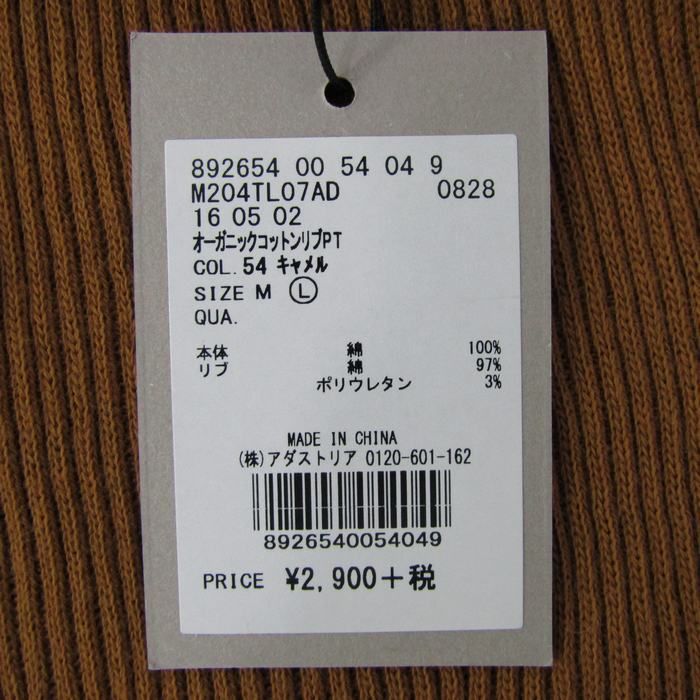 892654 00 54 04 9
M204TL07AD 0828
16 05 02
オーガニックコットンリブPT
COL. 54 キャメル
SIZE M Ⓛ
QUA.
本体 綿 100%
リブ 綿 97%
ポリウレタン 3%
MADE IN CHINA
(株)アダストリア 0120-601-162
8926540054049
PRICE ¥2,900+税